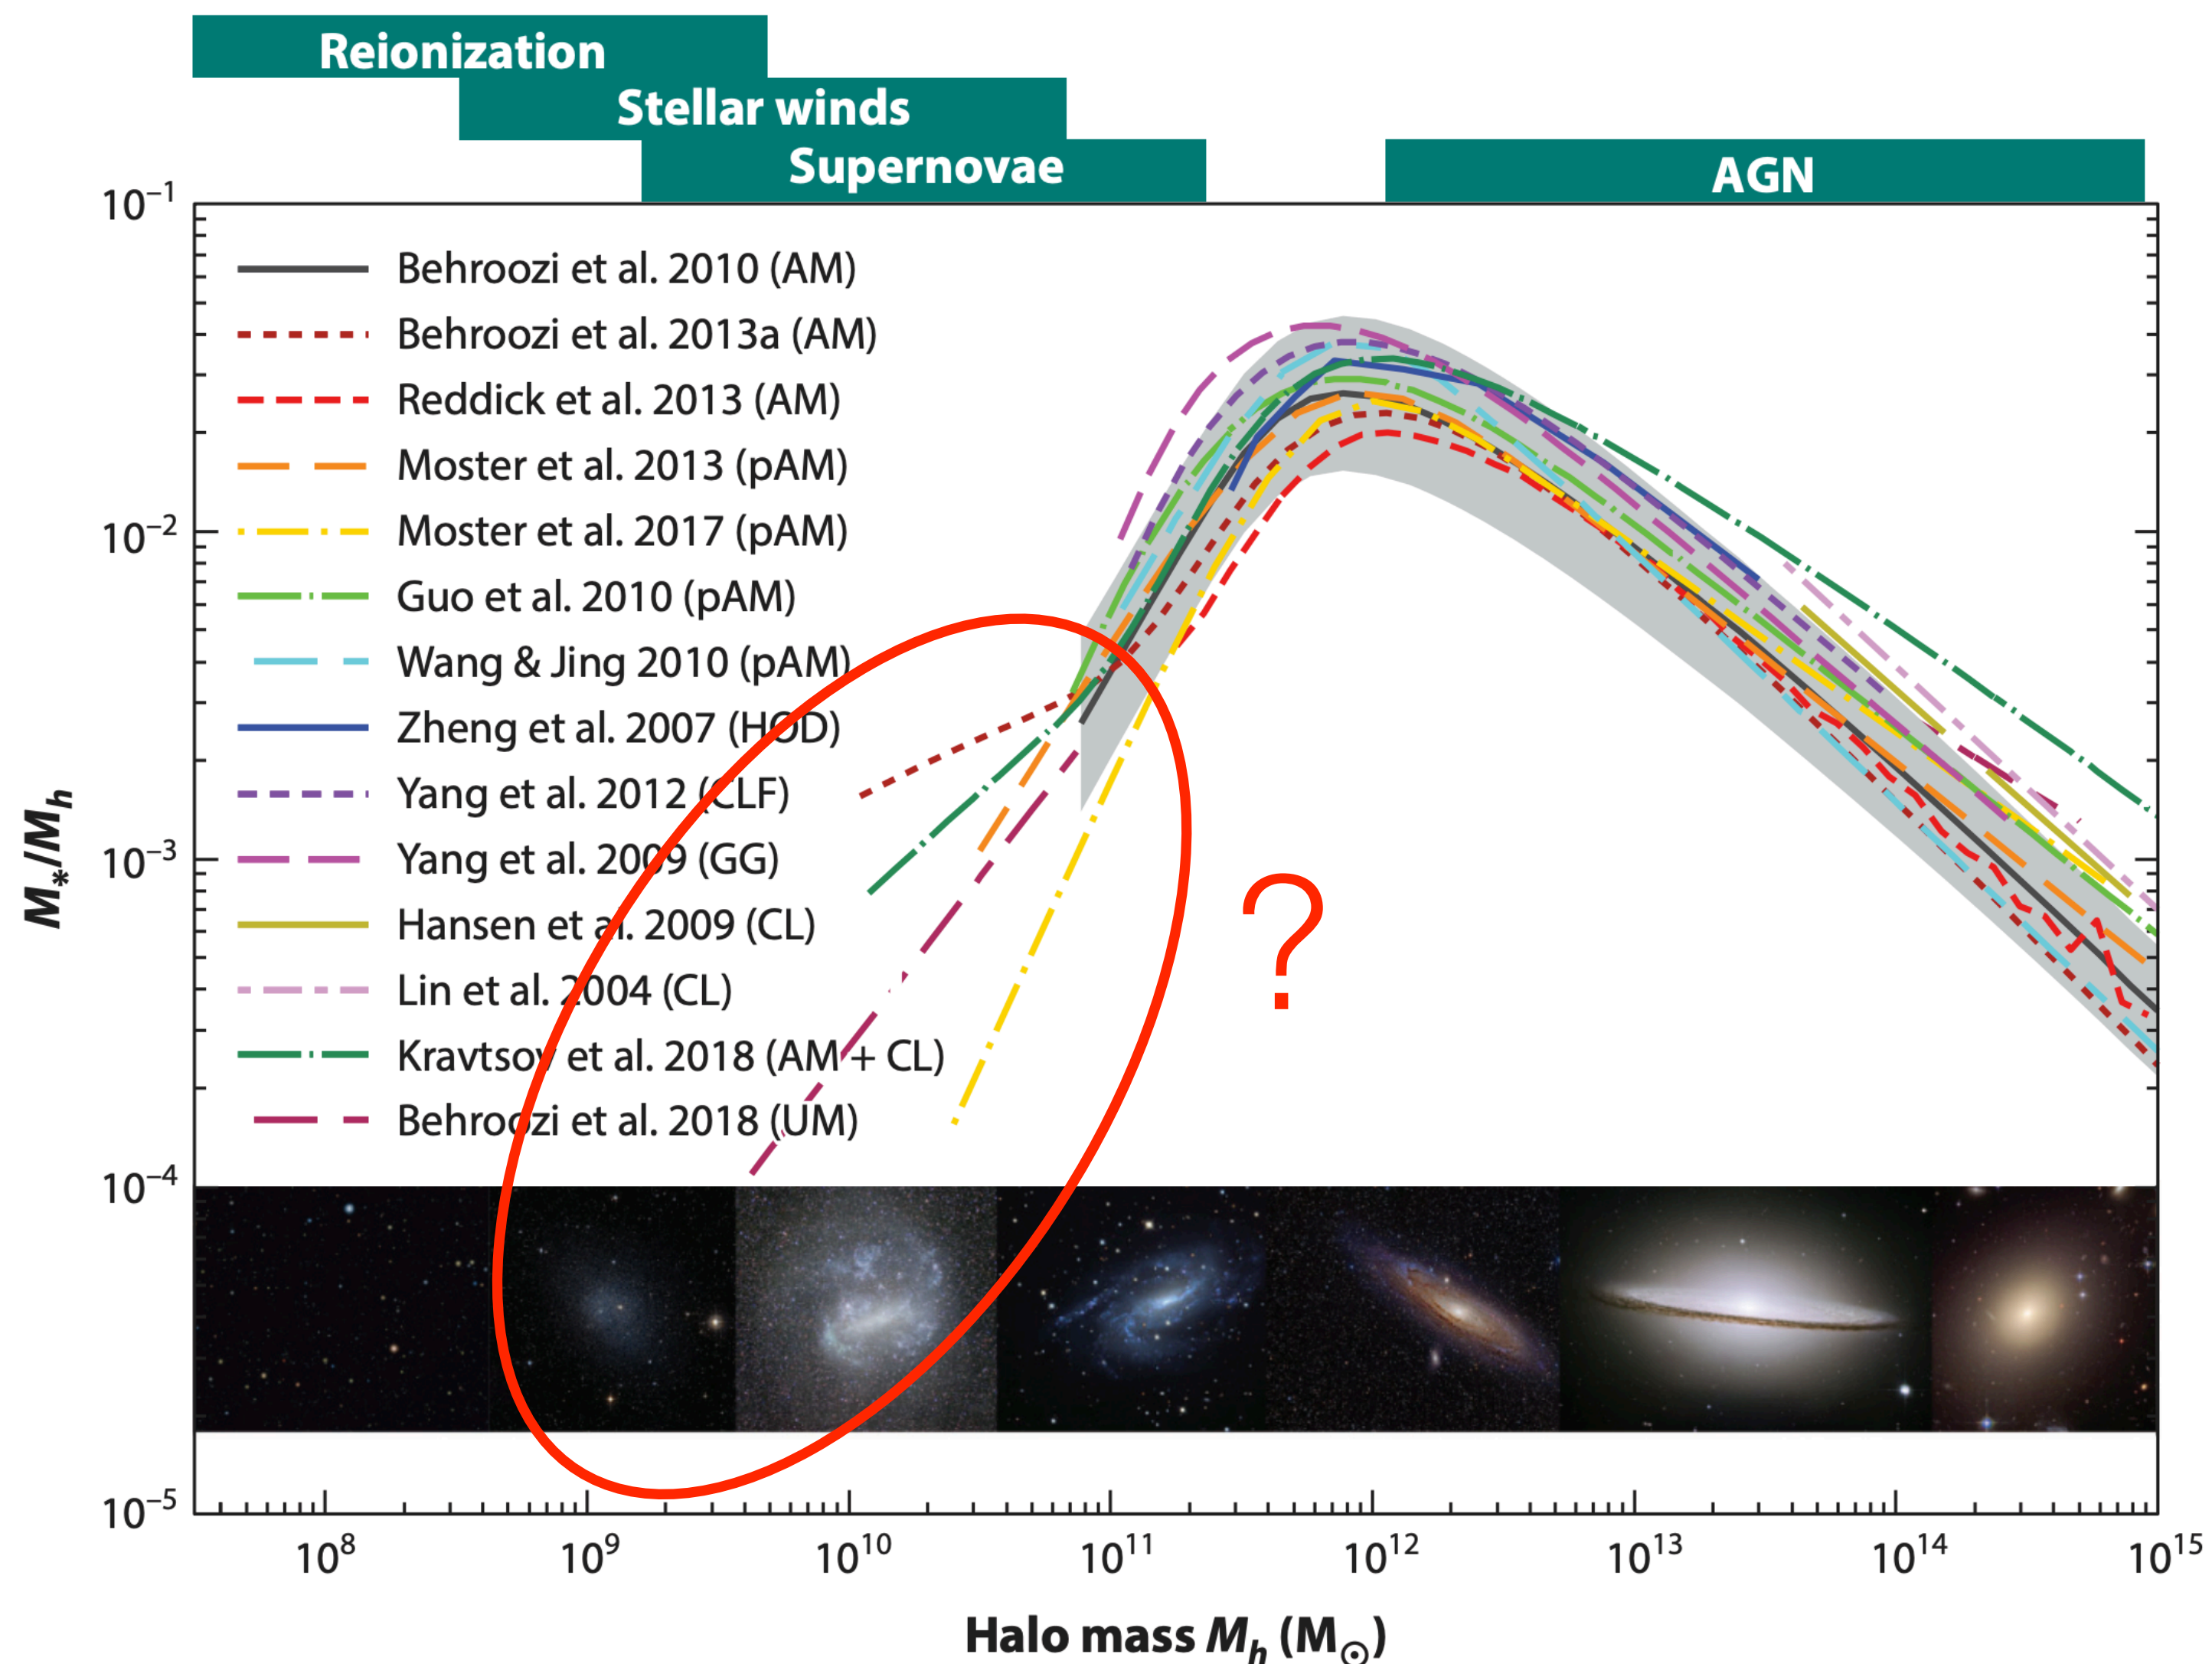 Reionization
Stellar winds
Supernovae
AGN
10⁻¹
Behroozi et al. 2010 (AM)
Behroozi et al. 2013a (AM)
Reddick et al. 2013 (AM)
Moster et al. 2013 (pAM)
10⁻²
Moster et al. 2017 (pAM)
Guo et al. 2010 (pAM)
Wang & Jing 2010 (pAM)
Zheng et al. 2007 (HOD)
Yang et al. 2012 (CLF)
10⁻³
Yang et al. 2009 (GG)
Hansen et al. 2009 (CL)
Lin et al. 2004 (CL)
Kravtsov et al. 2018 (AM + CL)
Behroozi et al. 2018 (UM)
?
10⁻⁴
10⁻⁵
M*/Mh
10⁸ 10⁹ 10¹⁰ 10¹¹ 10¹² 10¹³ 10¹⁴ 10¹⁵
Halo mass Mh (M⊙)